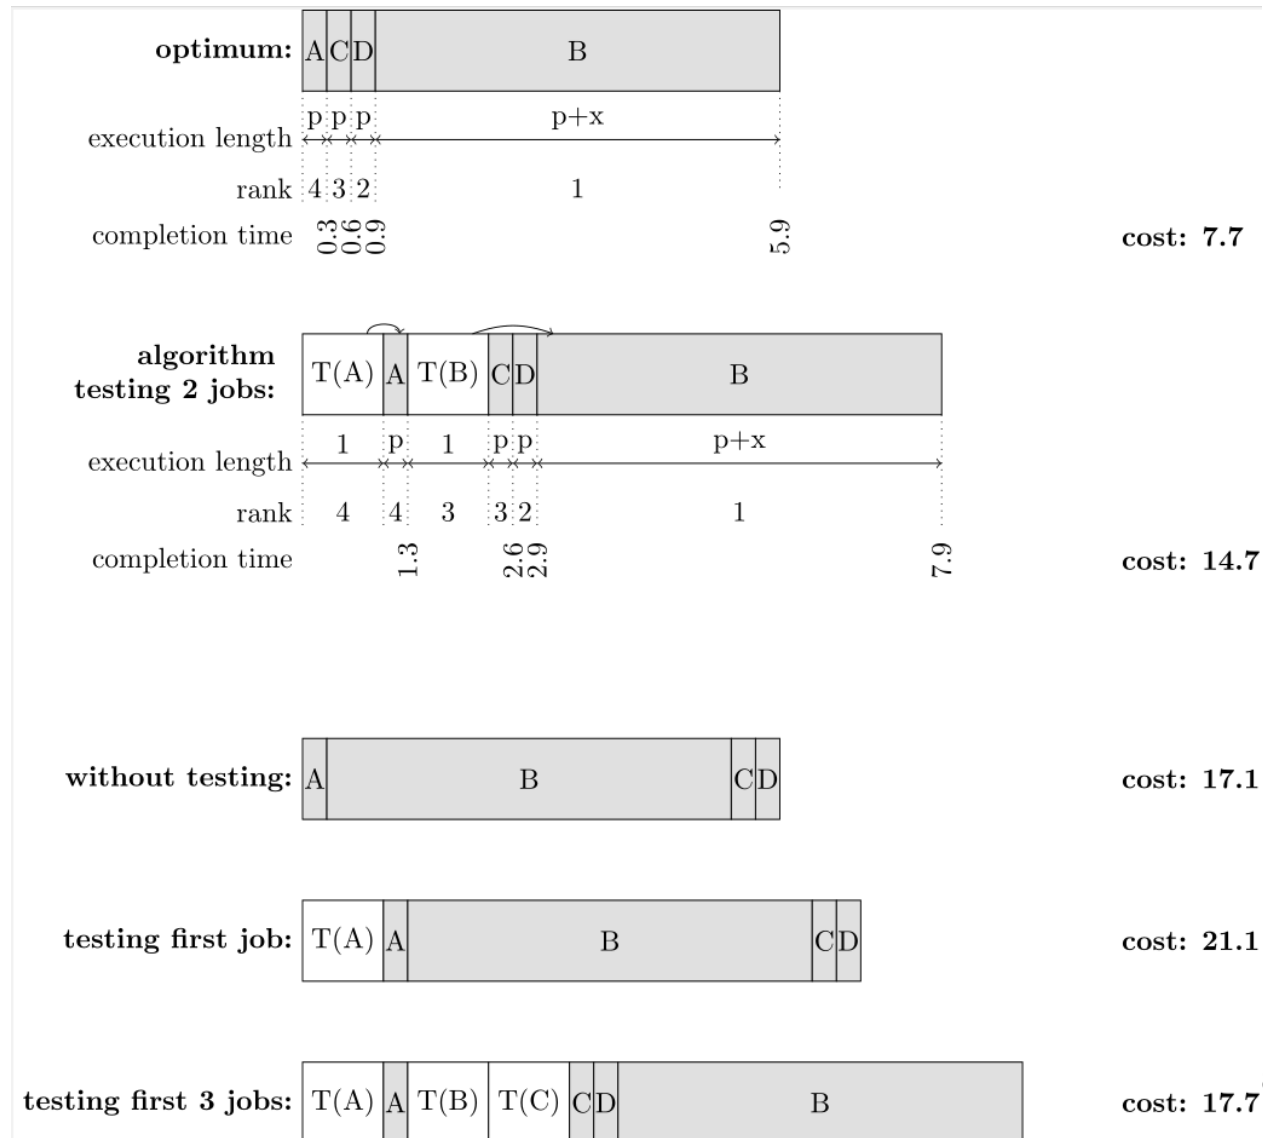 optimum: A C D B
p p p p+x
execution length
rank 4 3 2 1
completion time 0.3 0.6 0.9 5.9 cost: 7.7
algorithm
testing 2 jobs: T(A) A T(B) C D B
1 p 1 p p p+x
execution length
rank 4 4 3 3 2 1
completion time 1.3 2.6 2.9 7.9 cost: 14.7
without testing: A B C D cost: 17.1
testing first job: T(A) A B C D cost: 21.1
testing first 3 jobs: T(A) A T(B) T(C) C D B cost: 17.7